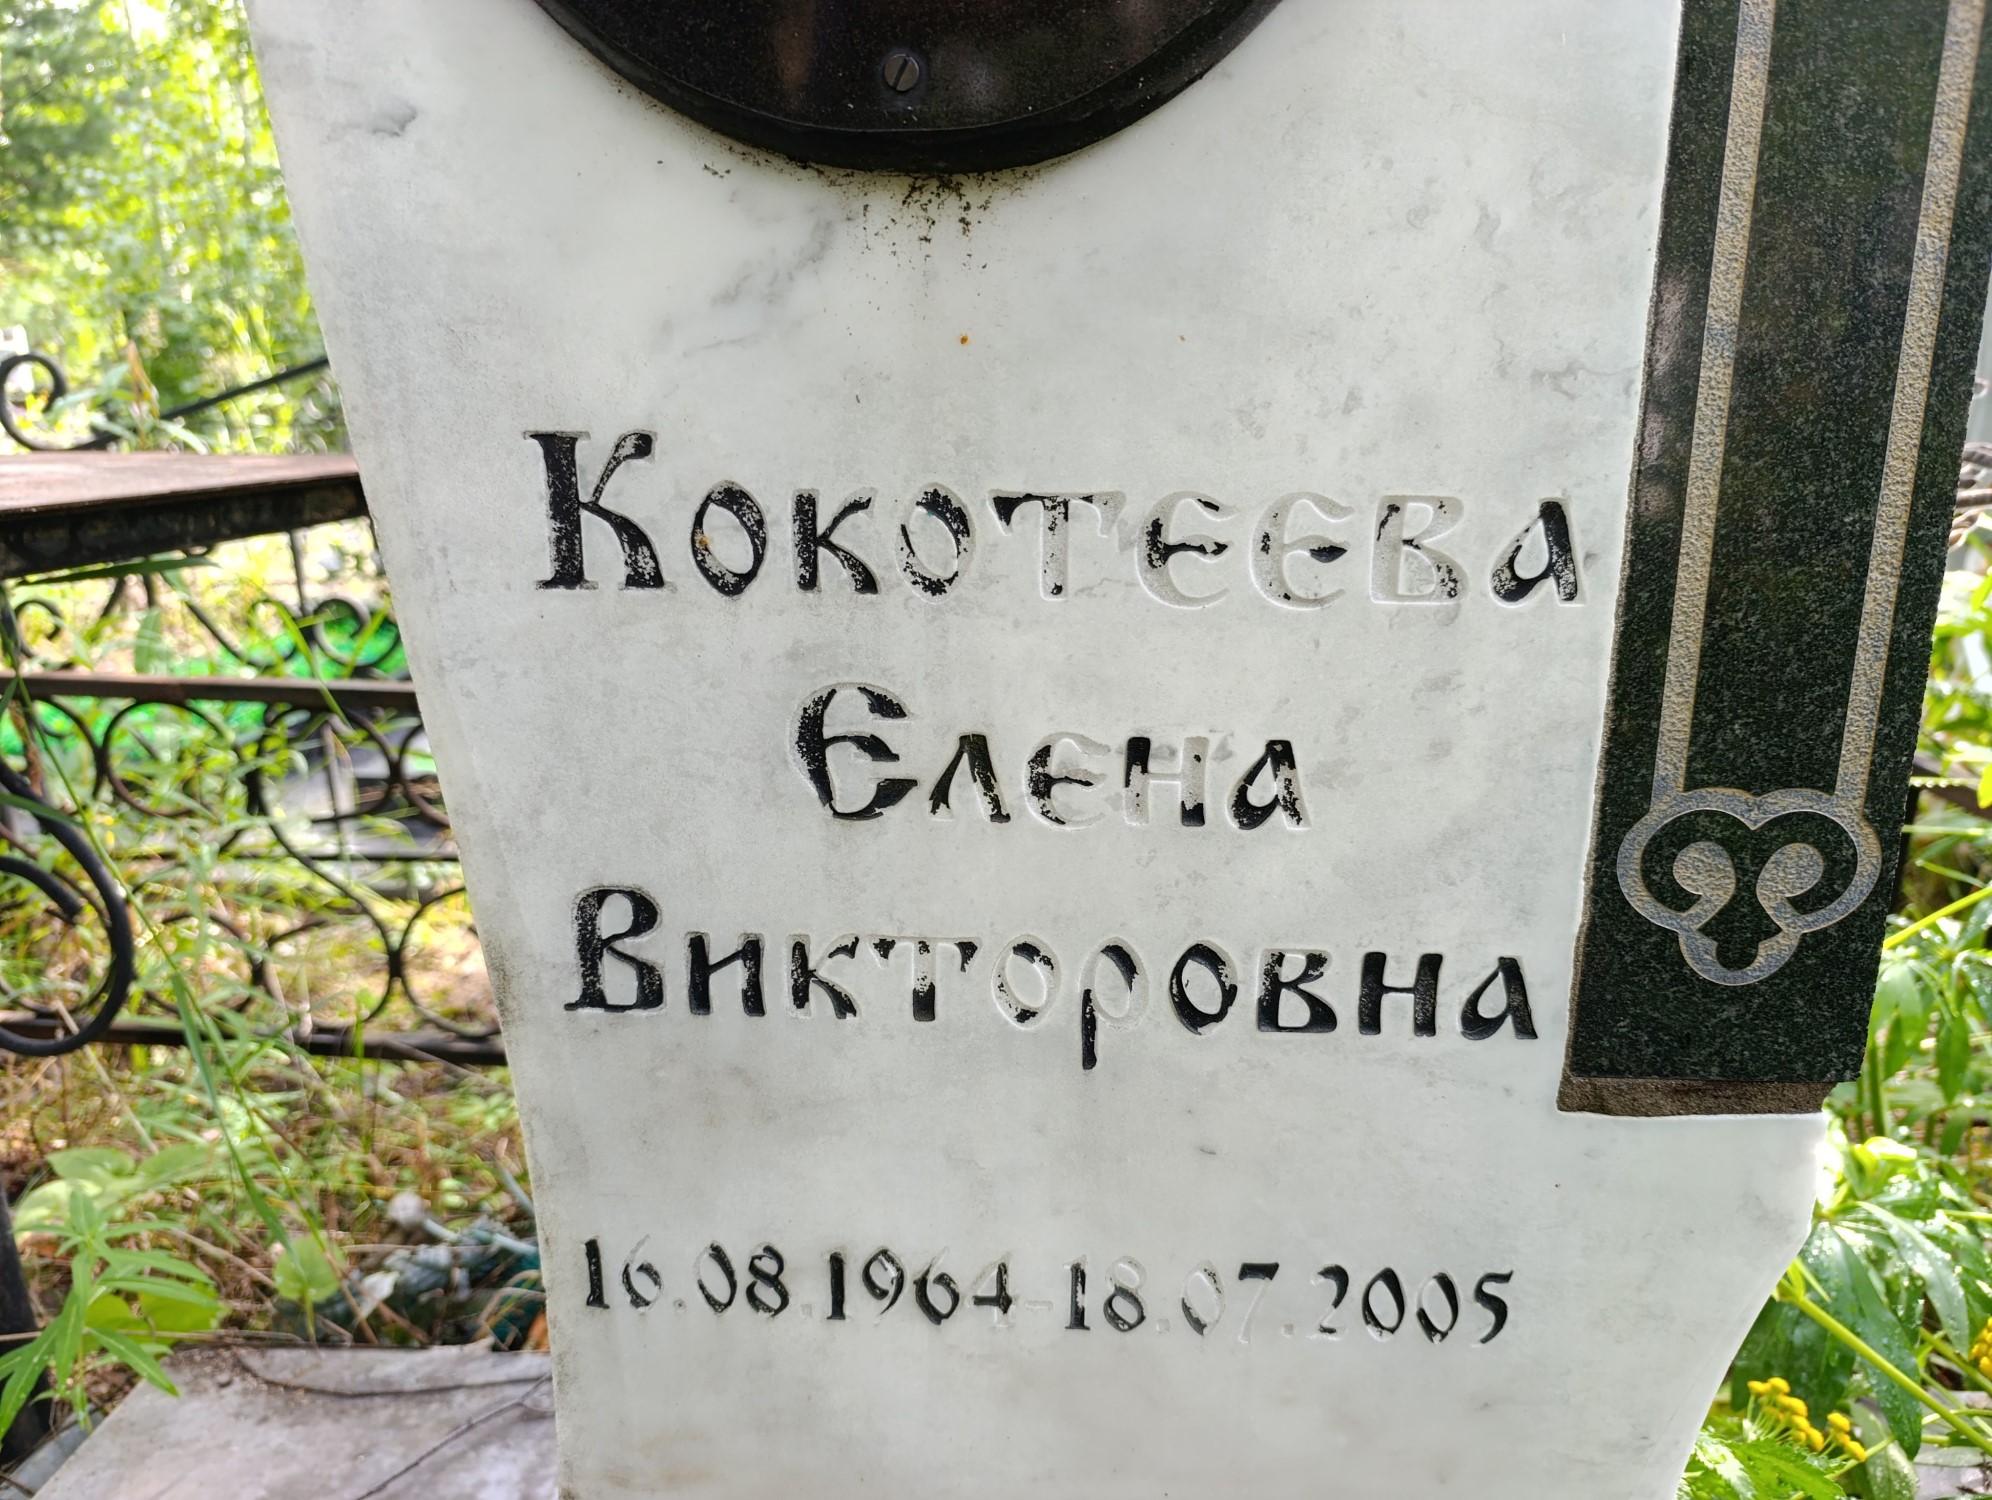 Кокотеева
Елена
Викторовна
16.08.1964-18.07.2005